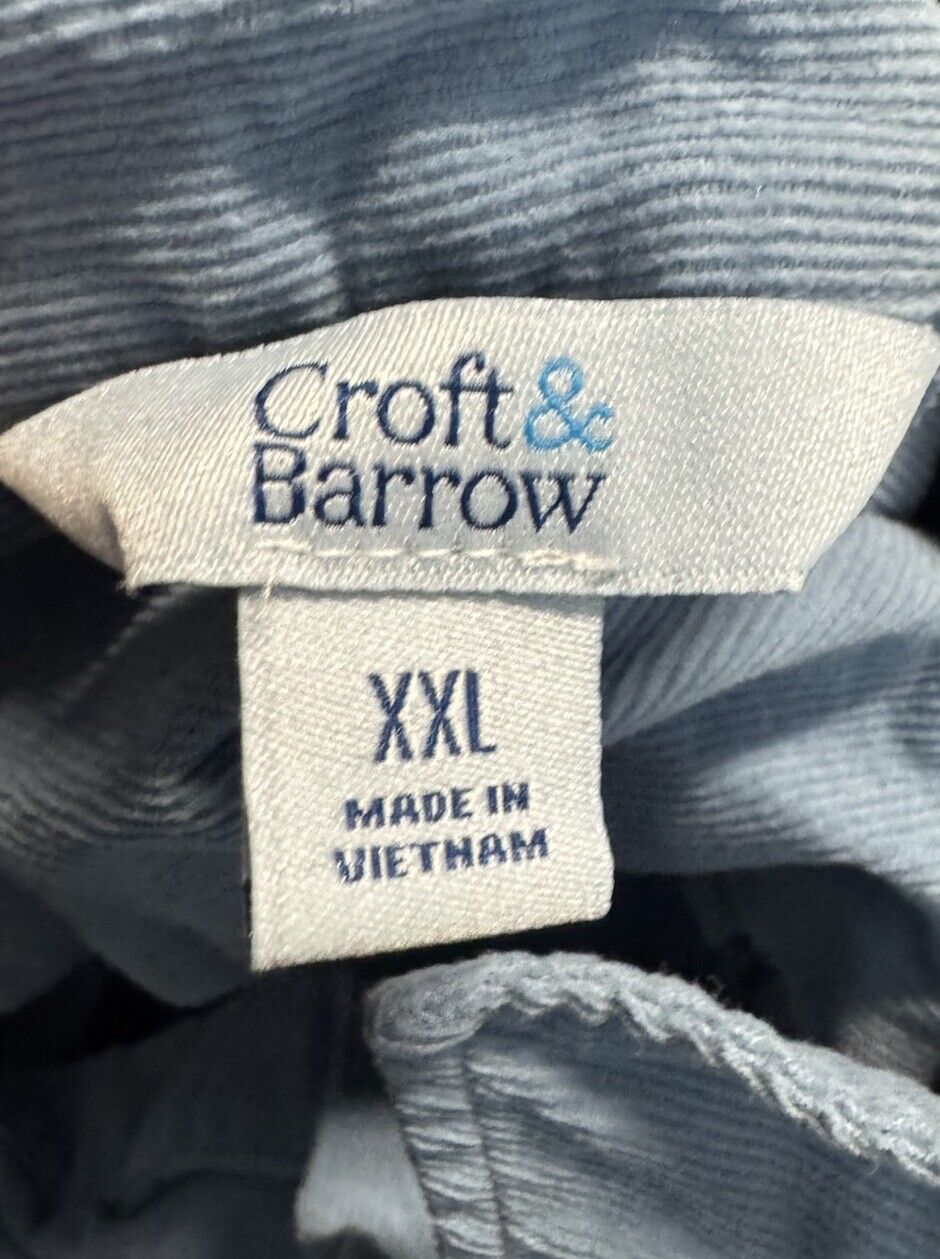 Croft &
Barrow
XXL
MADE IN
VIETNAM